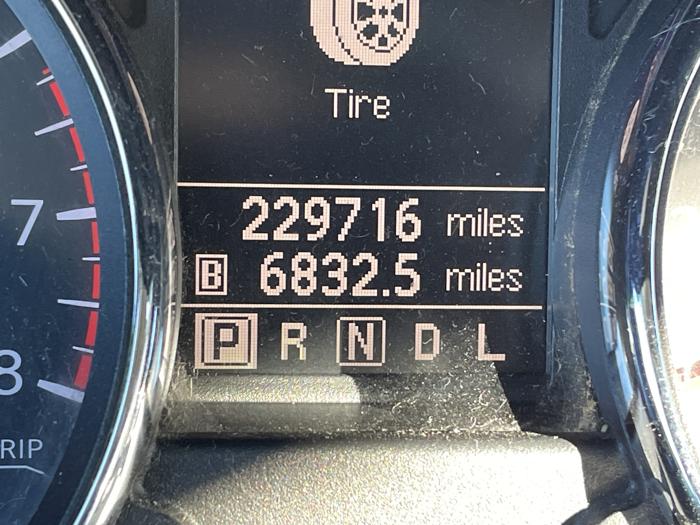 Tire
229716 miles
B 6832.5 miles
P R N D L
7
8
RIP